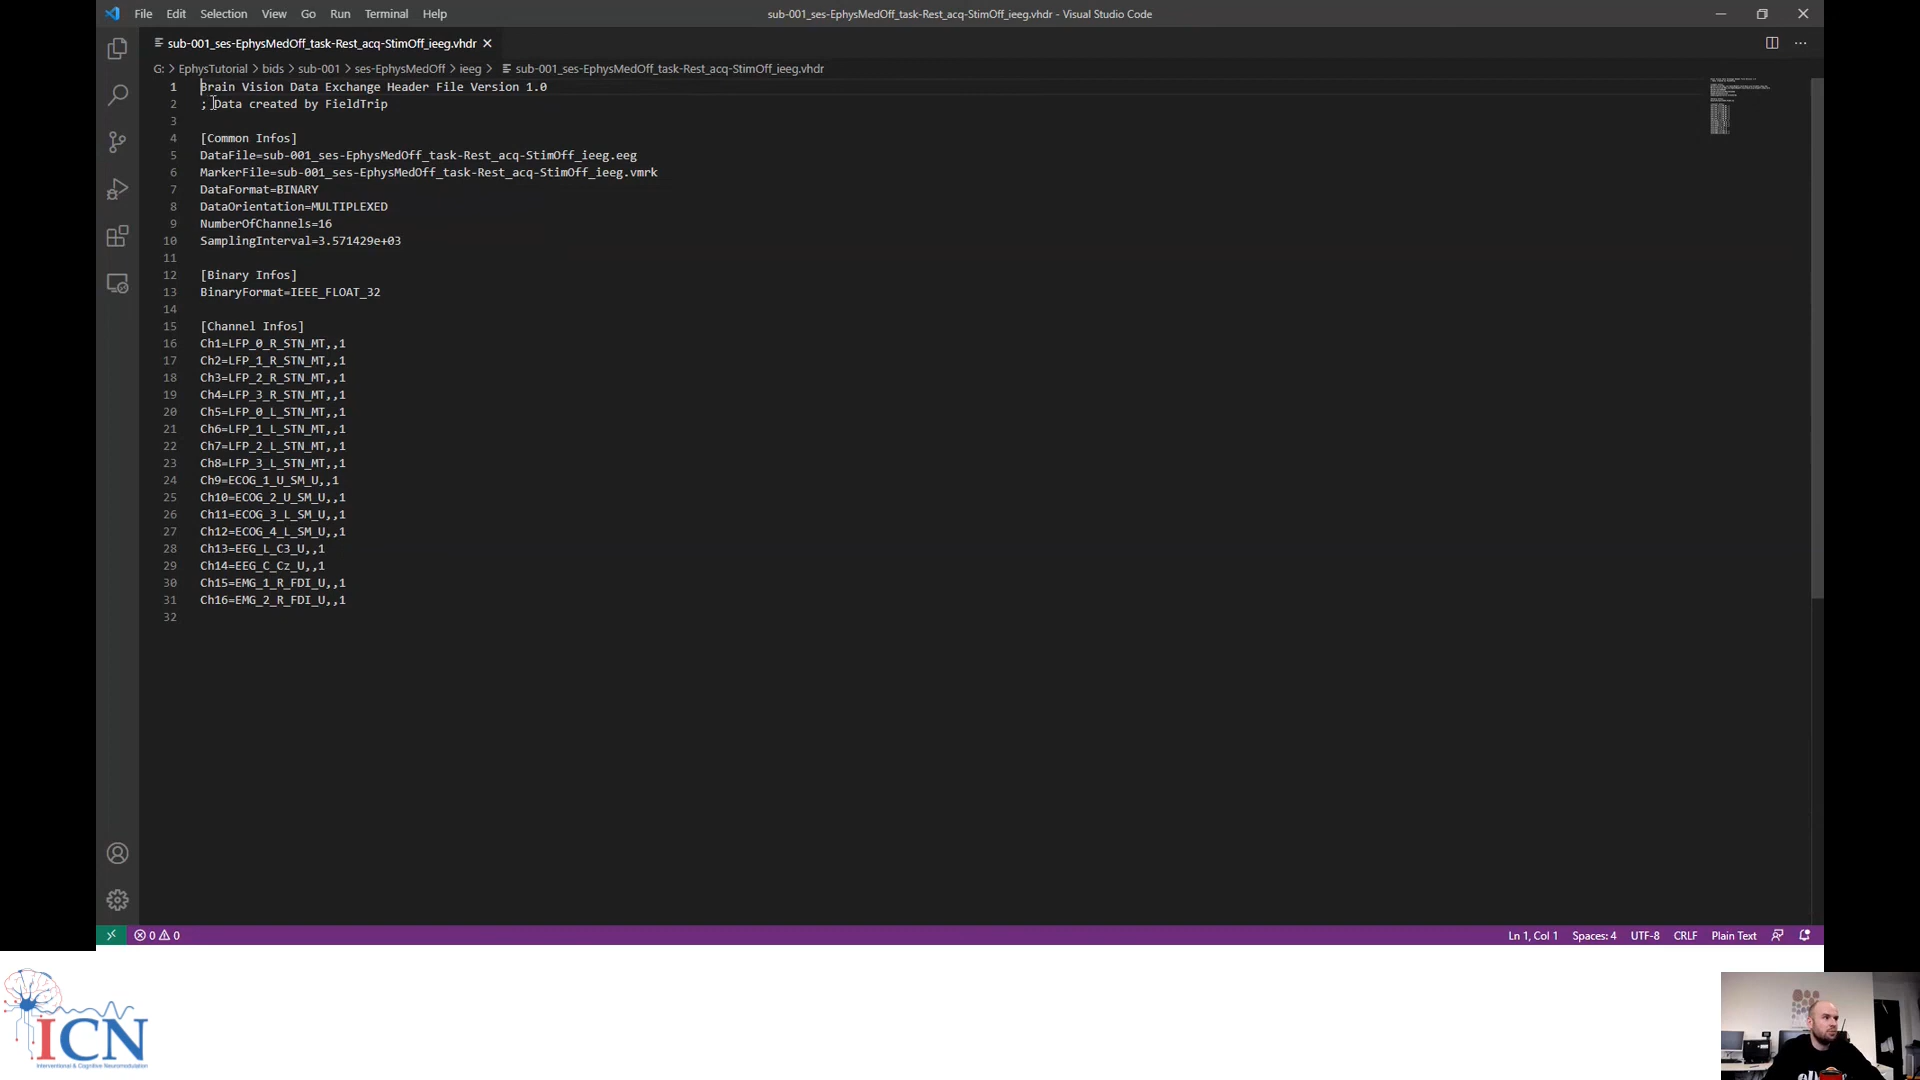 File Edit Selection View Go Run Terminal Help
sub-001_ses-EphysMedOff_task-Rest_acq-StimOff_ieeg.vhdr - Visual Studio Code
sub-001_ses-EphysMedOff_task-Rest_acq-StimOff_ieeg.vhdr
G: > EphysTutorial > bids > sub-001 > ses-EphysMedOff > ieeg > sub-001_ses-EphysMedOff_task-Rest_acq-StimOff_ieeg.vhdr
1 Brain Vision Data Exchange Header File Version 1.0
2 ; Data created by FieldTrip
3
4 [Common Infos]
5 DataFile=sub-001_ses-EphysMedOff_task-Rest_acq-StimOff_ieeg.eeg
6 MarkerFile=sub-001_ses-EphysMedOff_task-Rest_acq-StimOff_ieeg.vmrk
7 DataFormat=BINARY
8 DataOrientation=MULTIPLEXED
9 NumberOfChannels=16
10 SamplingInterval=3.571429e+03
11
12 [Binary Infos]
13 BinaryFormat=IEEE_FLOAT_32
14
15 [Channel Infos]
16 Ch1=LFP_0_R_STN_MT,,1
17 Ch2=LFP_1_R_STN_MT,,1
18 Ch3=LFP_2_R_STN_MT,,1
19 Ch4=LFP_3_R_STN_MT,,1
20 Ch5=LFP_0_L_STN_MT,,1
21 Ch6=LFP_1_L_STN_MT,,1
22 Ch7=LFP_2_L_STN_MT,,1
23 Ch8=LFP_3_L_STN_MT,,1
24 Ch9=ECOG_1_U_SM_U,,1
25 Ch10=ECOG_2_U_SM_U,,1
26 Ch11=ECOG_3_L_SM_U,,1
27 Ch12=ECOG_4_L_SM_U,,1
28 Ch13=EEG_L_C3_U,,1
29 Ch14=EEG_C_Cz_U,,1
30 Ch15=EMG_1_R_FDI_U,,1
31 Ch16=EMG_2_R_FDI_U,,1
32
0 0
Ln 1, Col 1 Spaces: 4 UTF-8 CRLF Plain Text
ICN
Interventional & Cognitive Neuromodulation